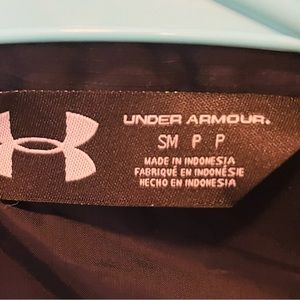 UNDER ARMOUR.
SM P P
MADE IN INDONESIA
FABRIQUÉ EN INDONÉSIE
HECHO EN INDONESIA